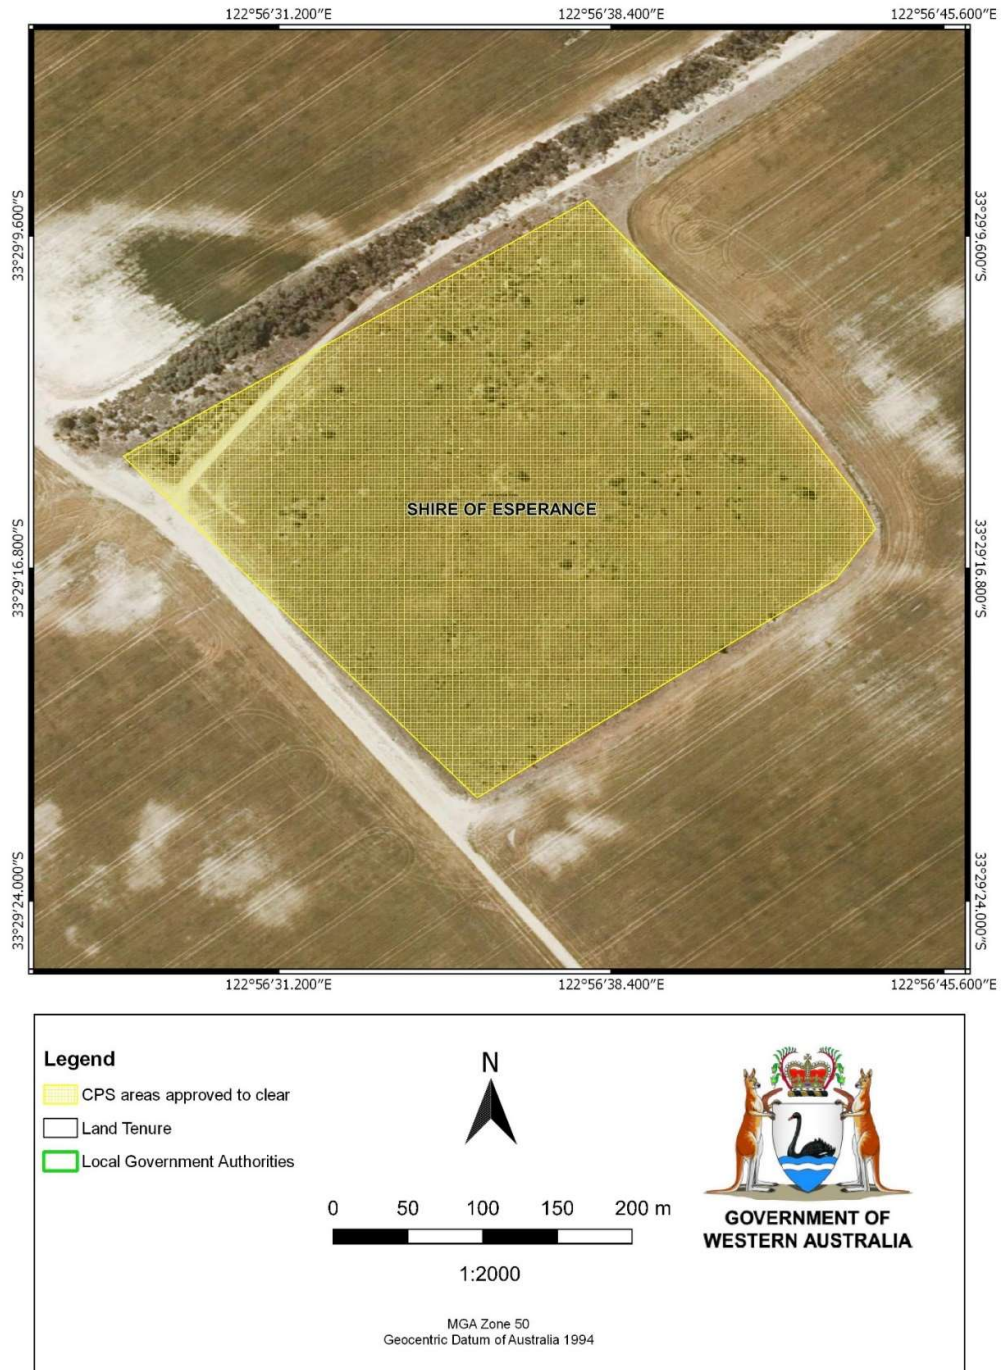 122°56'31.200"E 122°56'38.400"E 122°56'45.600"E
33°29'9.600"S
33°29'9.600"S
SHIRE OF ESPERANCE
33°29'16.800"S
33°29'16.800"S
33°29'24.000"S
33°29'24.000"S
122°56'31.200"E 122°56'38.400"E 122°56'45.600"E
Legend
CPS areas approved to clear
Land Tenure
Local Government Authorities
N
0 50 100 150 200 m
1:2000
MGA Zone 50
Geocentric Datum of Australia 1994
GOVERNMENT OF
WESTERN AUSTRALIA